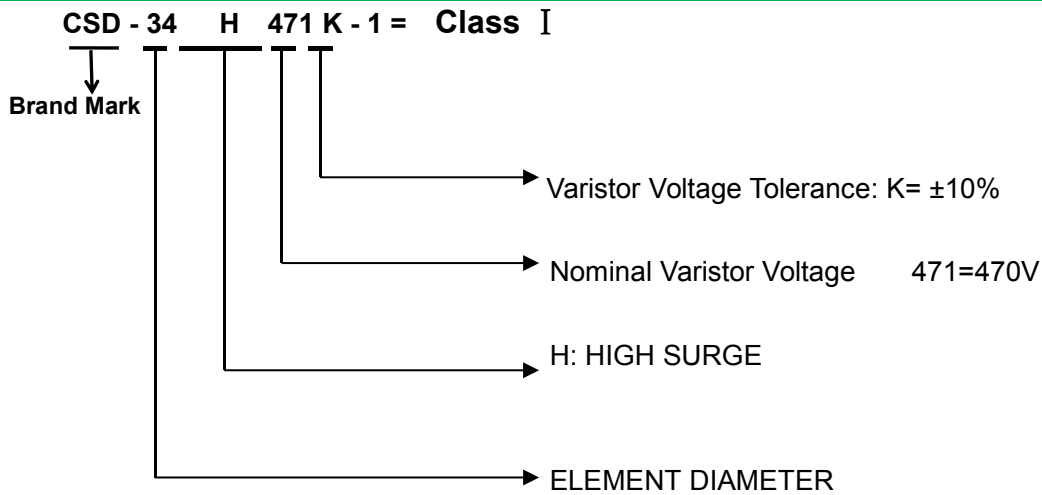 CSD - 34 H 471 K - 1 = Class I
Brand Mark
Varistor Voltage Tolerance: K= ±10%
Nominal Varistor Voltage 471=470V
H: HIGH SURGE
ELEMENT DIAMETER